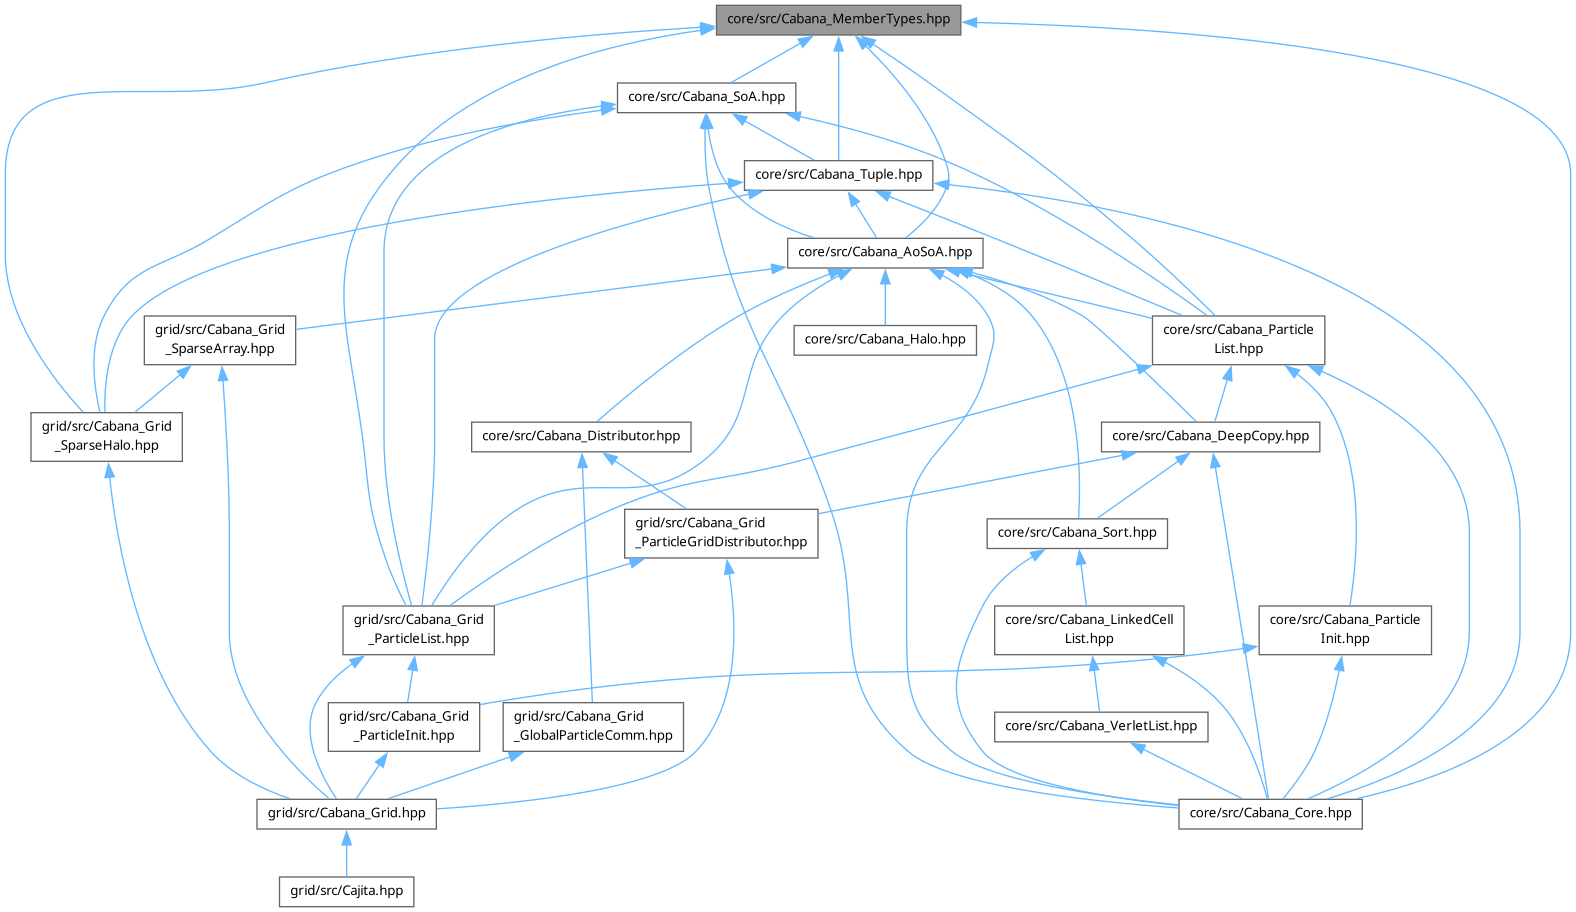 core/src/Cabana_MemberTypes.hpp
core/src/Cabana_SoA.hpp
core/src/Cabana_Tuple.hpp
core/src/Cabana_AoSoA.hpp
grid/src/Cabana_Grid
_SparseArray.hpp
core/src/Cabana_Halo.hpp
core/src/Cabana_Particle
List.hpp
grid/src/Cabana_Grid
_SparseHalo.hpp
core/src/Cabana_Distributor.hpp
core/src/Cabana_DeepCopy.hpp
grid/src/Cabana_Grid
_ParticleGridDistributor.hpp
core/src/Cabana_Sort.hpp
grid/src/Cabana_Grid
_ParticleList.hpp
core/src/Cabana_LinkedCell
List.hpp
core/src/Cabana_Particle
Init.hpp
grid/src/Cabana_Grid
_ParticleInit.hpp
grid/src/Cabana_Grid
_GlobalParticleComm.hpp
core/src/Cabana_VerletList.hpp
grid/src/Cabana_Grid.hpp
core/src/Cabana_Core.hpp
grid/src/Cajita.hpp